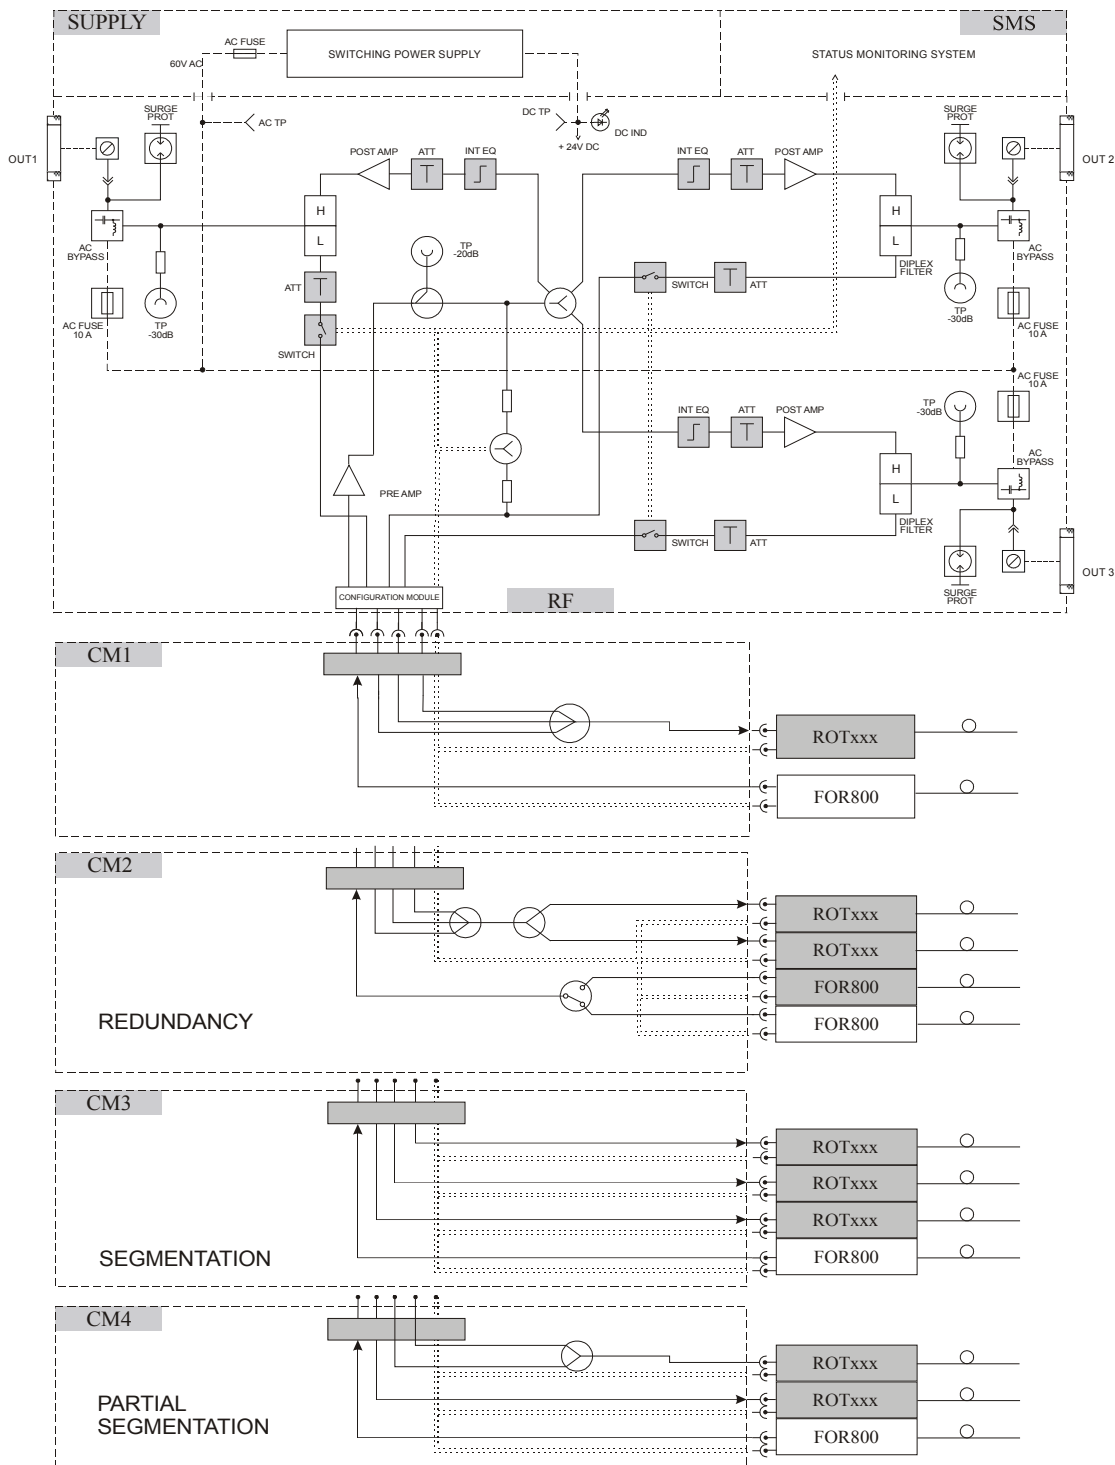 SUPPLY
SMS
AC FUSE
SWITCHING POWER SUPPLY
STATUS MONITORING SYSTEM
60V AC
SURGE
PROT
AC TP
DC TP
DC IND
+ 24V DC
SURGE
PROT
OUT1
OUT 2
POST AMP
ATT
INT EQ
INT EQ
ATT
POST AMP
H
L
H
L
AC
BYPASS
TP
-20dB
AC
BYPASS
DIPLEX
FILTER
SWITCH
ATT
ATT
AC FUSE
10 A
TP
-30dB
TP
-30dB
AC FUSE
10 A
SWITCH
AC FUSE
10 A
TP
-30dB
INT EQ
ATT
POST AMP
AC
BYPASS
H
L
PRE AMP
DIPLEX
FILTER
SWITCH
ATT
OUT 3
SURGE
PROT
CONFIGURATION MODULE
RF
CM1
ROTxxx
FOR800
CM2
ROTxxx
ROTxxx
FOR800
FOR800
REDUNDANCY
CM3
ROTxxx
ROTxxx
ROTxxx
FOR800
SEGMENTATION
CM4
ROTxxx
ROTxxx
FOR800
PARTIAL
SEGMENTATION